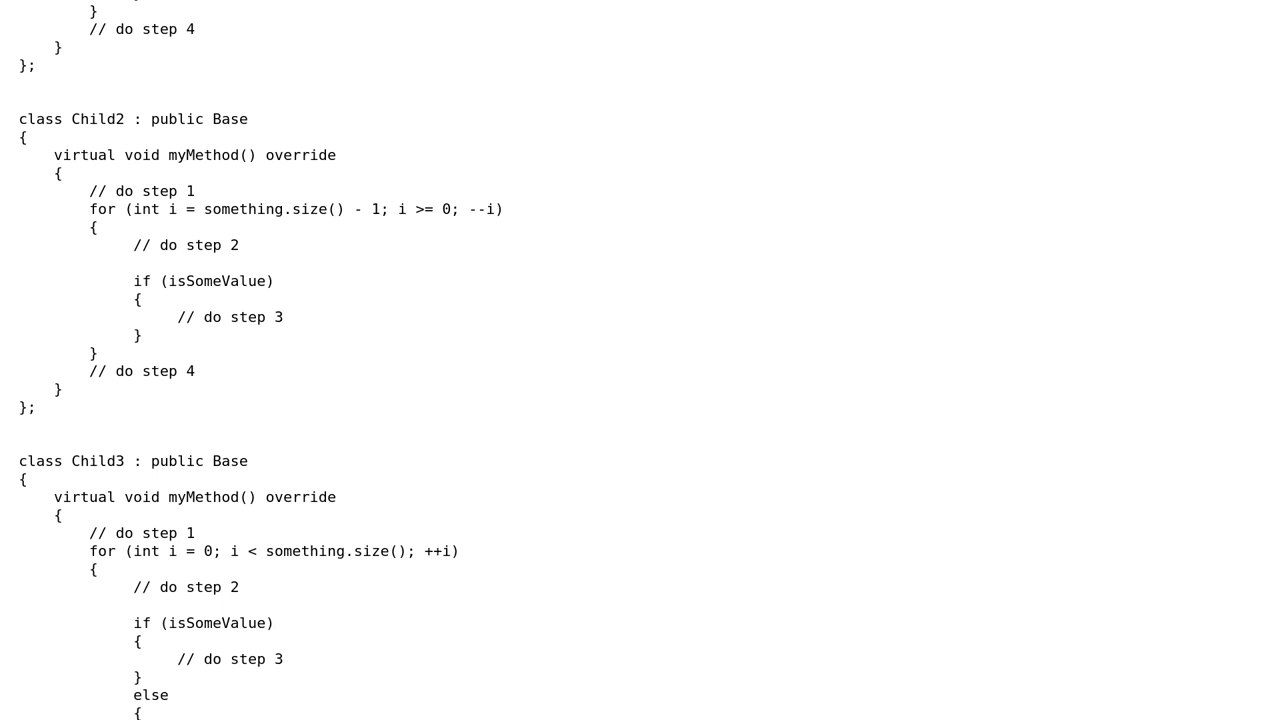 }
// do step 4
}
};
class Child2 : public Base
{
virtual void myMethod() override
{
// do step 1
for (int i = something.size() - 1; i >= 0; --i)
{
// do step 2
if (isSomeValue)
{
// do step 3
}
}
// do step 4
}
};
class Child3 : public Base
{
virtual void myMethod() override
{
// do step 1
for (int i = 0; i < something.size(); ++i)
{
// do step 2
if (isSomeValue)
{
// do step 3
}
else
{